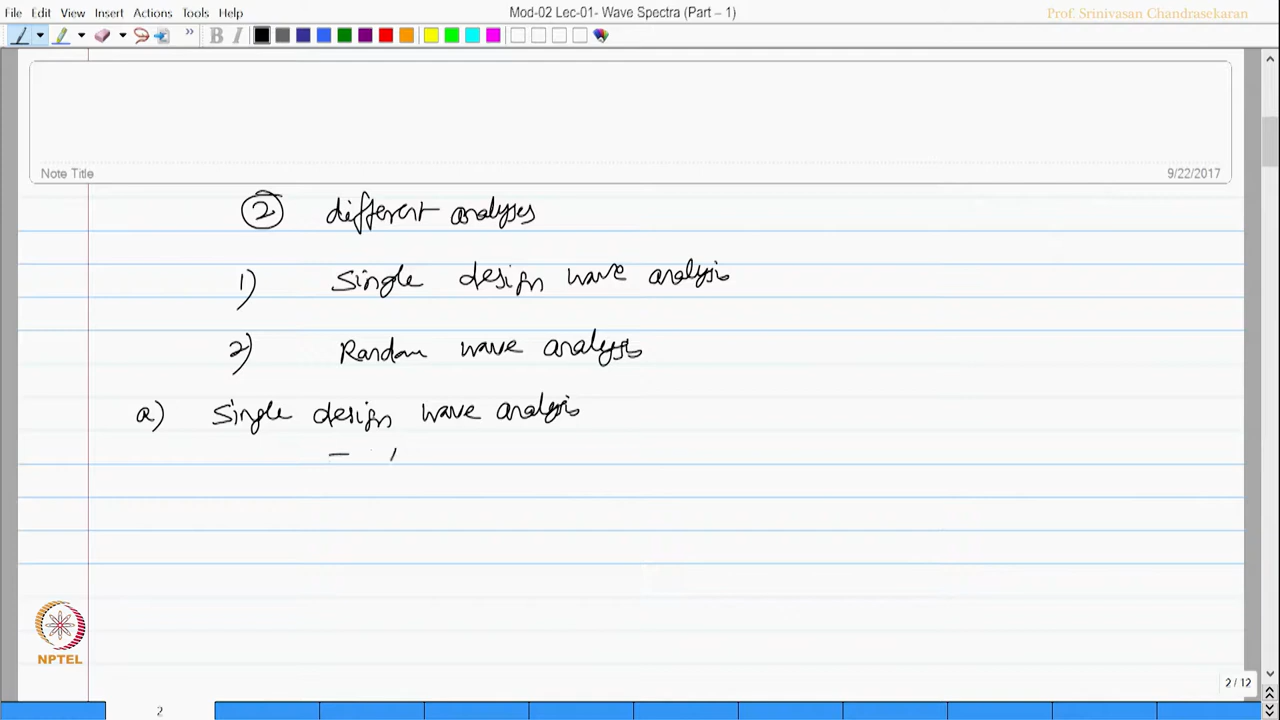 File Edit View Insert Actions Tools Help
Mod-02 Lec-01- Wave Spectra (Part – 1)
Prof. Srinivasan Chandrasekaran
B I
Note Title
9/22/2017
2 different analyses
1) Single design wave analysis
2) Random wave analysis
a) Single design wave analysis
–
NPTEL
2 / 12
2